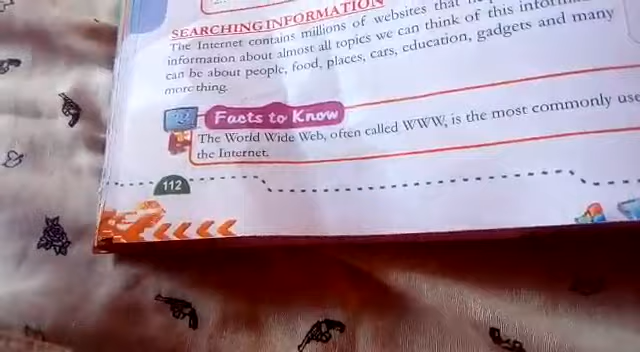 SEARCHING INFORMATION
The Internet contains millions of websites that
information about almost all topics we can think of this
can be about people, food, places, cars, education, gadgets and many
more thing.
Facts to Know
The World Wide Web, often called WWW, is the most commonly
the Internet.
112